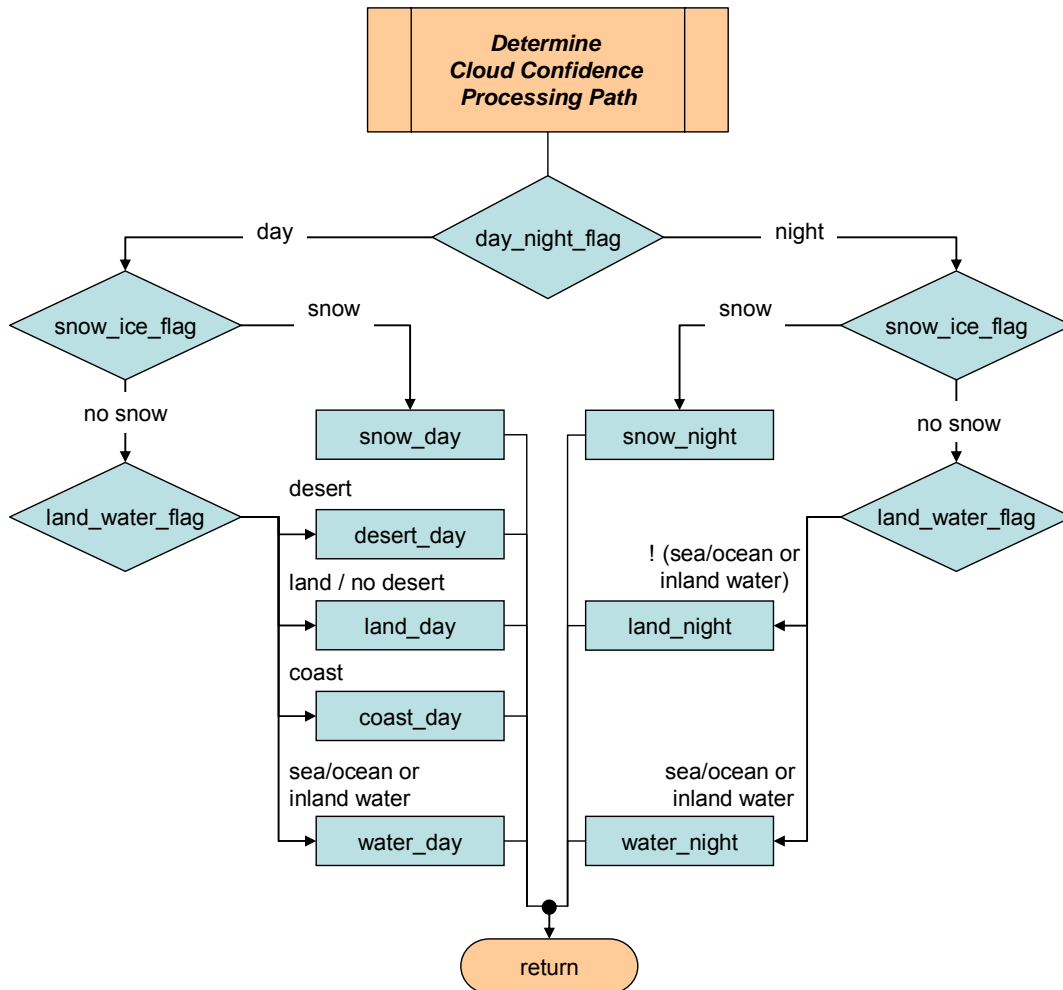 Determine
Cloud Confidence
Processing Path
day_night_flag
day
night
snow_ice_flag
snow
snow
snow_ice_flag
no snow
no snow
snow_day
snow_night
land_water_flag
land_water_flag
desert
desert_day
! (sea/ocean or
inland water)
land / no desert
land_day
land_night
coast
coast_day
sea/ocean or
inland water
sea/ocean or
inland water
water_day
water_night
return